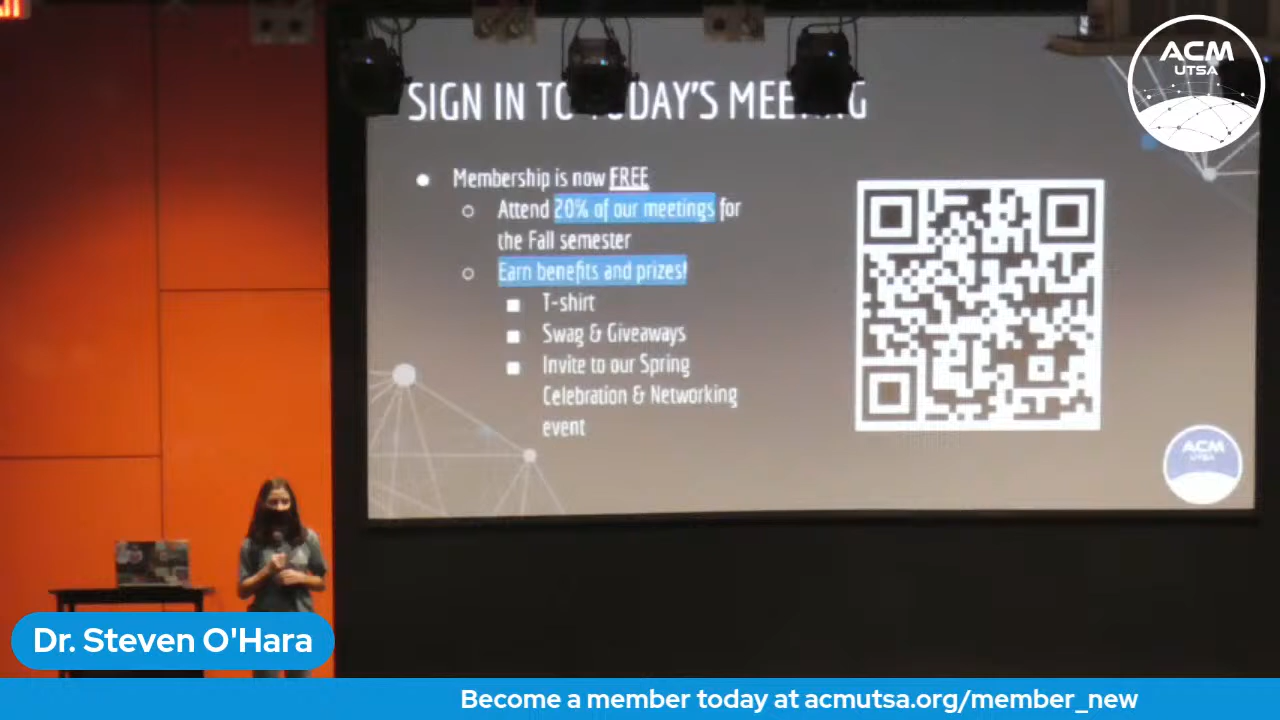 ACM
UTSA
SIGN IN TO TODAY'S MEETING
Membership is now FREE
Attend 20% of our meetings for
the Fall semester
Earn benefits and prizes!
T-shirt
Swag & Giveaways
Invite to our Spring
Celebration & Networking
event
ACM
UTSA
Dr. Steven O'Hara
Become a member today at acmutsa.org/member_new